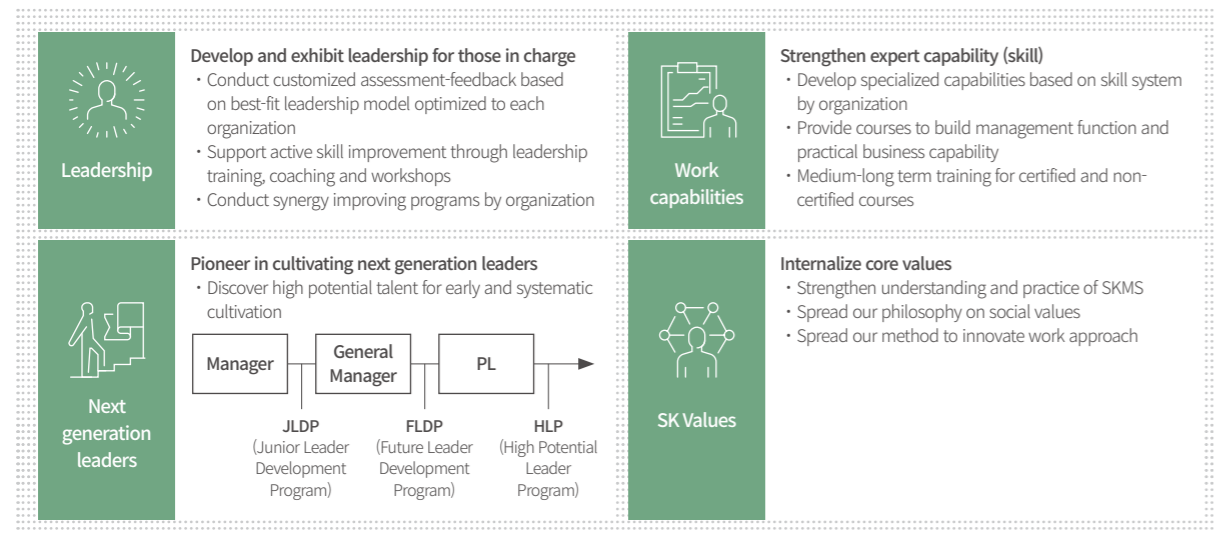 Leadership
Develop and exhibit leadership for those in charge
・Conduct customized assessment-feedback based
on best-fit leadership model optimized to each
organization
・Support active skill improvement through leadership
training, coaching and workshops
・Conduct synergy improving programs by organization
Work
capabilities
Strengthen expert capability (skill)
・Develop specialized capabilities based on skill system
by organization
・Provide courses to build management function and
practical business capability
・Medium-long term training for certified and non-
certified courses
Next
generation
leaders
Pioneer in cultivating next generation leaders
・Discover high potential talent for early and systematic
cultivation
Manager
General
Manager
PL
JLDP
(Junior Leader
Development
Program)
FLDP
(Future Leader
Development
Program)
HLP
(High Potential
Leader
Program)
SK Values
Internalize core values
・Strengthen understanding and practice of SKMS
・Spread our philosophy on social values
・Spread our method to innovate work approach